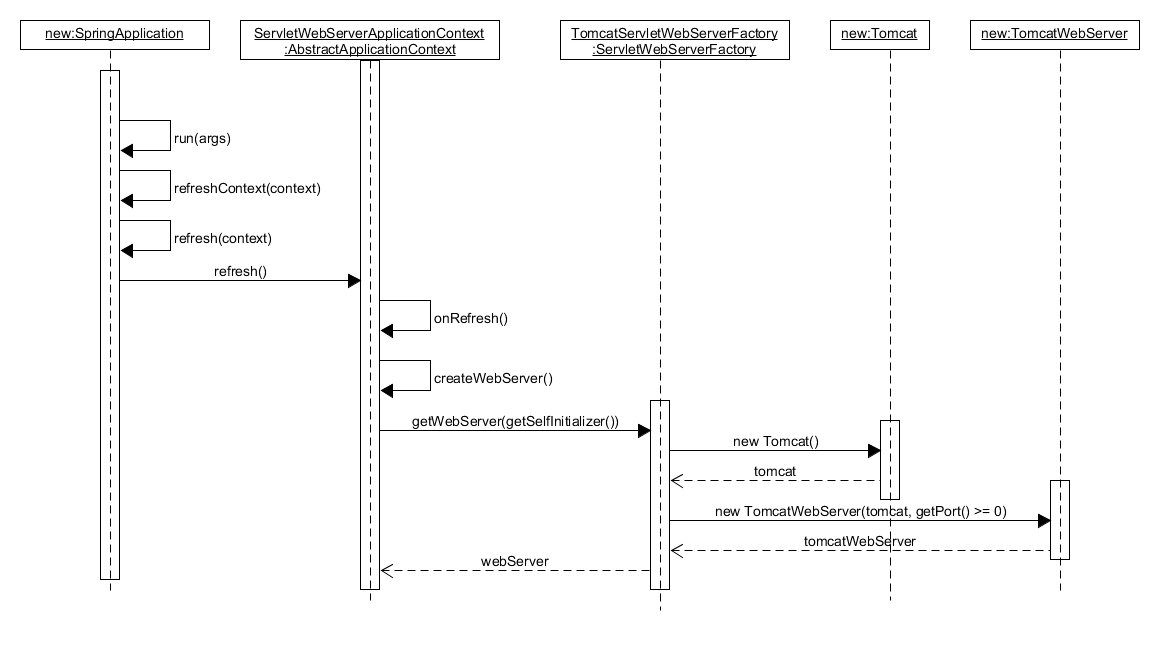 new:SpringApplication
ServletWebServerApplicationContext
:AbstractApplicationContext
TomcatServletWebServerFactory
:ServletWebServerFactory
new:Tomcat
new:TomcatWebServer
run(args)
refreshContext(context)
refresh(context)
refresh()
onRefresh()
createWebServer()
getWebServer(getSelfInitializer())
new Tomcat()
tomcat
new TomcatWebServer(tomcat, getPort() >= 0)
tomcatWebServer
webServer